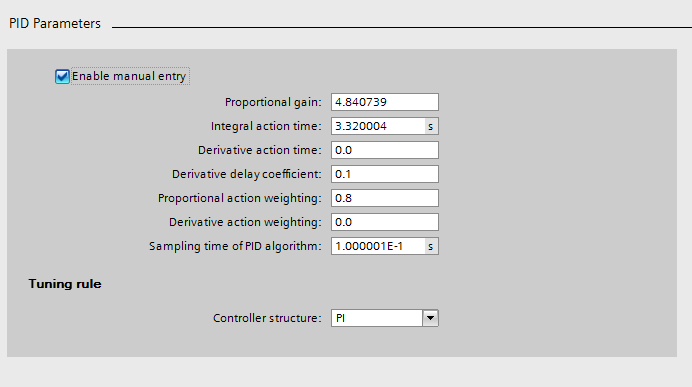 PID Parameters
Enable manual entry
Proportional gain: 4.840739
Integral action time: 3.320004 s
Derivative action time: 0.0
Derivative delay coefficient: 0.1
Proportional action weighting: 0.8
Derivative action weighting: 0.0
Sampling time of PID algorithm: 1.000001E-1 s
Tuning rule
Controller structure: PI